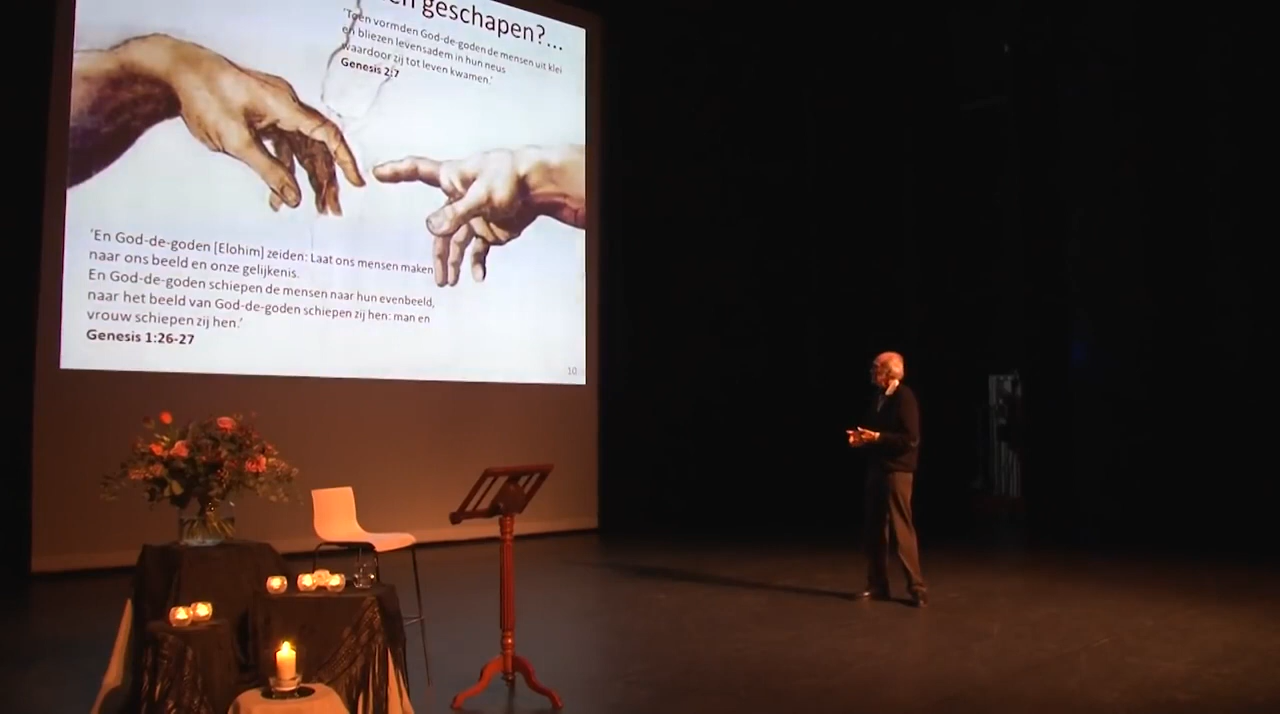 en geschapen?...
'Toen vormden God-de-goden de mensen uit klei
en bliezen levensadem in hun neus
waardoor zij tot leven kwamen.'
Genesis 2:7
'En God-de-goden [Elohim] zeiden: Laat ons mensen maken
naar ons beeld en onze gelijkenis.
En God-de-goden schiepen de mensen naar hun evenbeeld,
naar het beeld van God-de-goden schiepen zij hen: man en
vrouw schiepen zij hen.'
Genesis 1:26-27
10